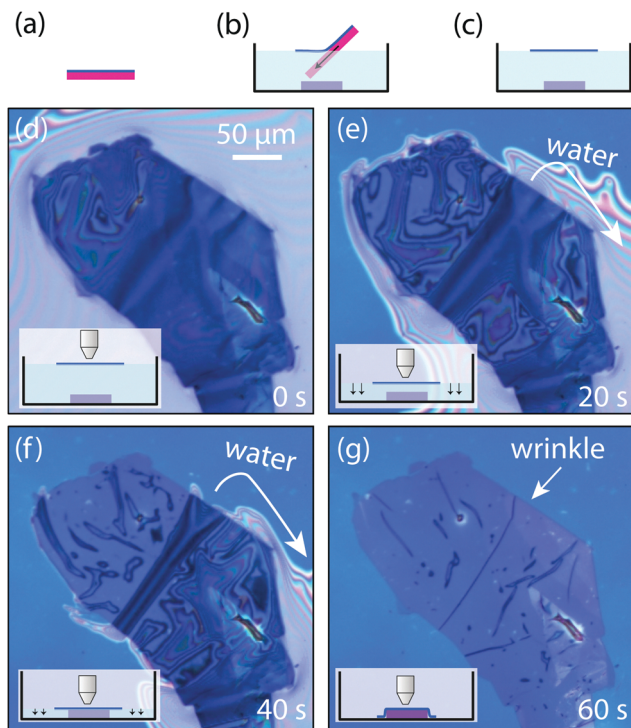 (a)
(b)
(c)
(d)
50 μm
0 s
(e)
water
20 s
(f)
water
40 s
(g)
wrinkle
60 s